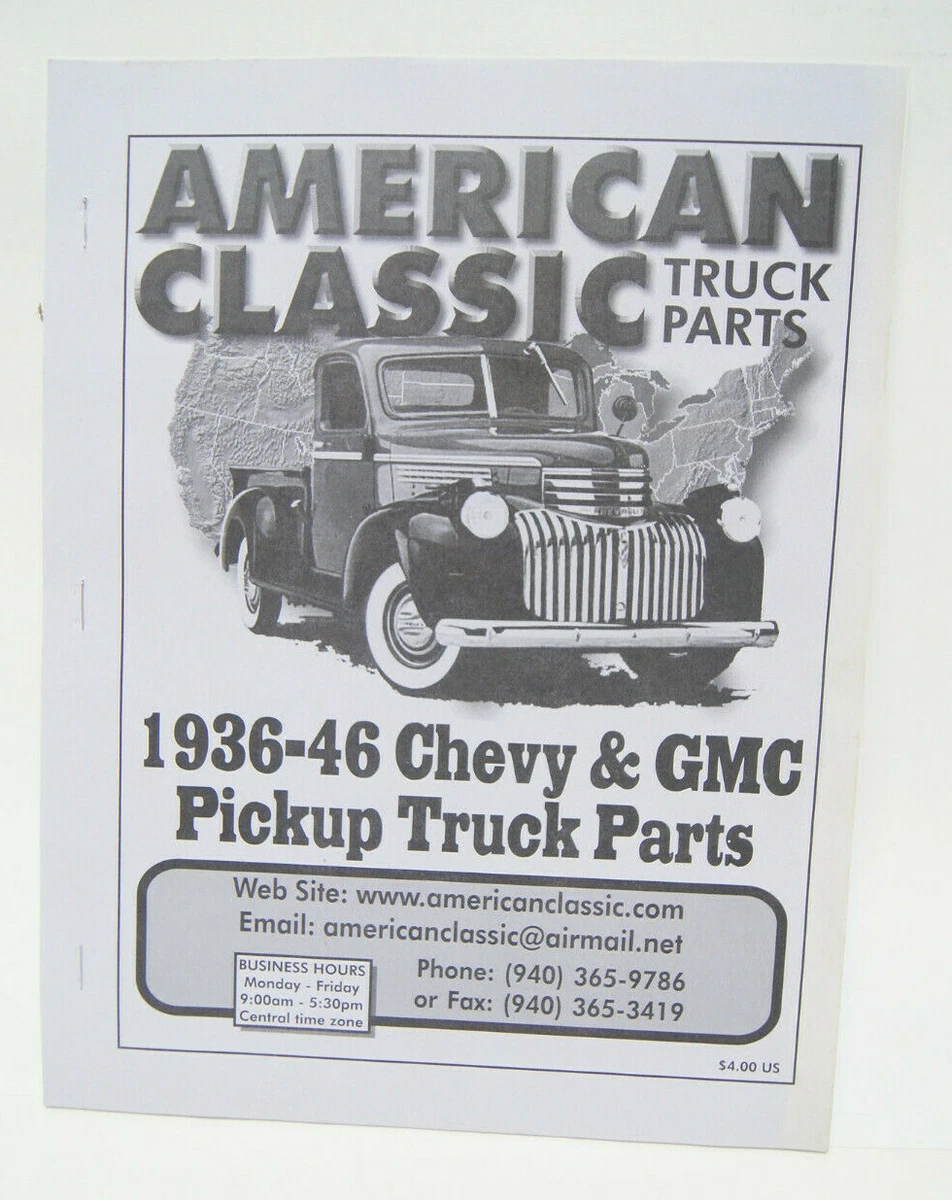 AMERICAN
CLASSIC TRUCK
PARTS
1936-46 Chevy & GMC
Pickup Truck Parts
Web Site: www.americanclassic.com
Email: americanclassic@airmail.net
BUSINESS HOURS
Monday - Friday
9:00am - 5:30pm
Central time zone
Phone: (940) 365-9786
or Fax: (940) 365-3419
$4.00 US